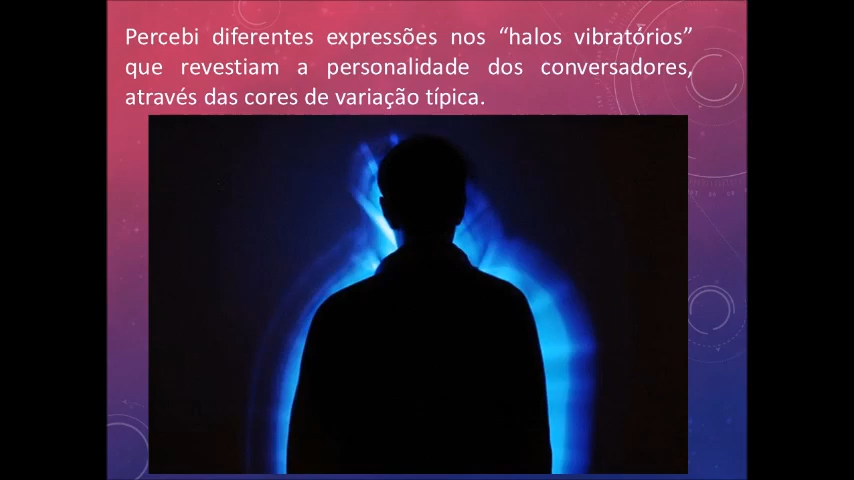 Percebi diferentes expressões nos “halos vibratórios”
que revestiam a personalidade dos conversadores,
através das cores de variação típica.